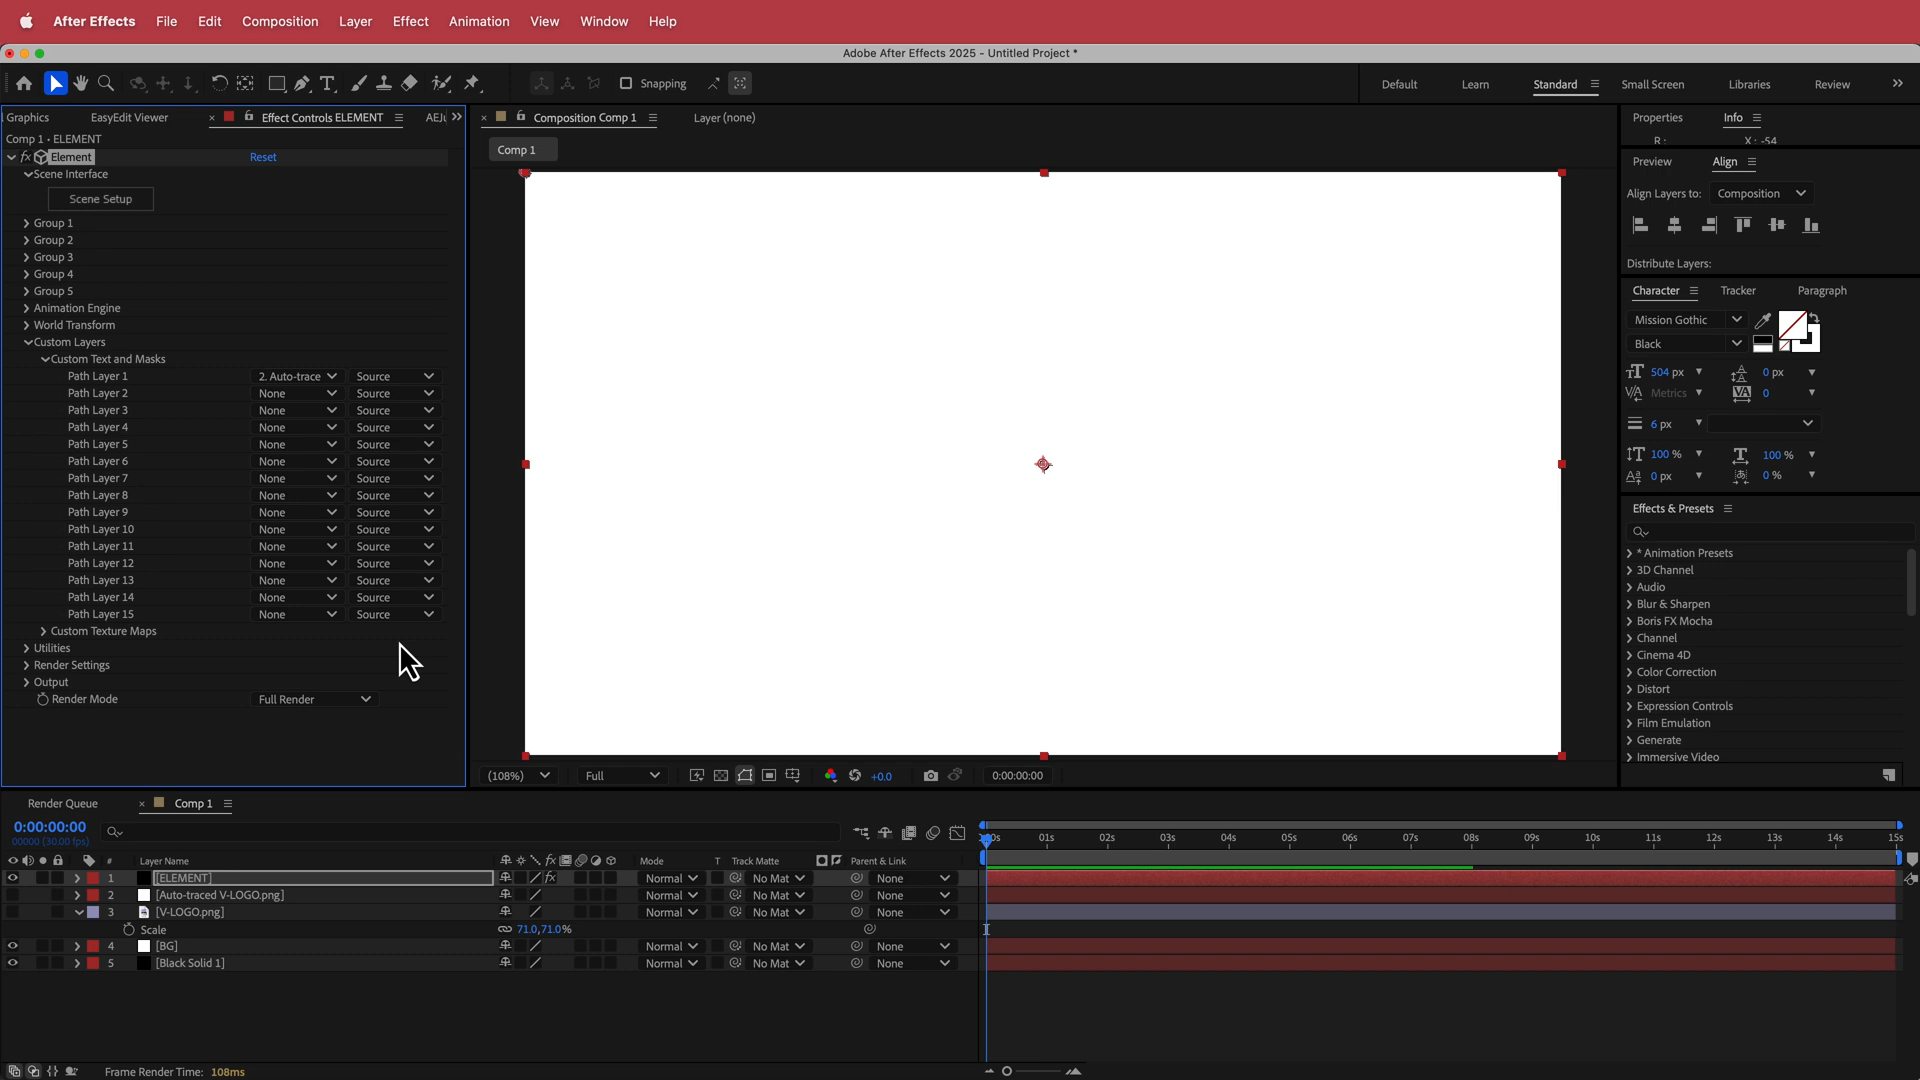 After Effects File Edit Composition Layer Effect Animation View Window Help
Adobe After Effects 2025 - Untitled Project *
Snapping
Default Learn Standard Small Screen Libraries Review
Graphics EasyEdit Viewer × Effect Controls ELEMENT
× Composition Comp 1 Layer (none)
Properties Info
Comp 1 • ELEMENT
R: X: -54
Comp 1
fx Element Reset
Preview Align
Scene Interface
Scene Setup
Align Layers to: Composition
Group 1
Group 2
Group 3
Group 4
Group 5
Distribute Layers:
Animation Engine
World Transform
Custom Layers
Custom Text and Masks
Path Layer 1 2. Auto-trace Source
Path Layer 2 None Source
Path Layer 3 None Source
Path Layer 4 None Source
Path Layer 5 None Source
Path Layer 6 None Source
Path Layer 7 None Source
Path Layer 8 None Source
Path Layer 9 None Source
Path Layer 10 None Source
Path Layer 11 None Source
Path Layer 12 None Source
Path Layer 13 None Source
Path Layer 14 None Source
Path Layer 15 None Source
Custom Texture Maps
Utilities
Render Settings
Output
Render Mode Full Render
Character Tracker Paragraph
Mission Gothic
Black
504 px 0 px
Metrics 0
6 px
100 % 100 %
0 px 0 %
Effects & Presets
* Animation Presets
3D Channel
Audio
Blur & Sharpen
Boris FX Mocha
Channel
Cinema 4D
Color Correction
Distort
Expression Controls
Film Emulation
Generate
Immersive Video
(108%) Full +0.0 0:00:00:00
Render Queue × Comp 1
0:00:00:00
00000 (30.00 fps)
01s 02s 03s 04s 05s 06s 07s 08s 09s 10s 11s 12s 13s 14s 15s
# Layer Name fx Mode T Track Matte Parent & Link
1 [ELEMENT] fx Normal No Mat None
2 [Auto-traced V-LOGO.png] Normal No Mat None
3 [V-LOGO.png] Normal No Mat None
Scale 71.0,71.0%
4 [BG] Normal No Mat None
5 [Black Solid 1] Normal No Mat None
Frame Render Time: 108ms